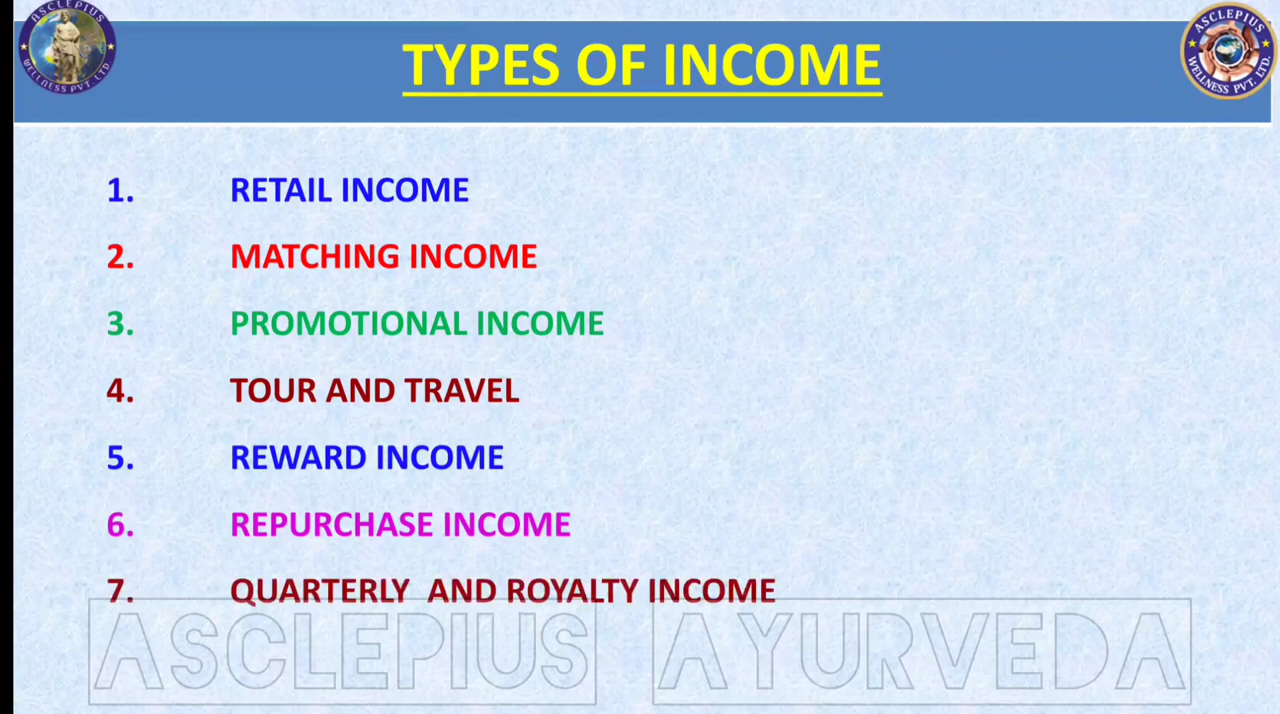 ASCLEPIUS
WELLNESS PVT. LTD.
TYPES OF INCOME
ASCLEPIUS
WELLNESS PVT. LTD.
1. RETAIL INCOME
2. MATCHING INCOME
3. PROMOTIONAL INCOME
4. TOUR AND TRAVEL
5. REWARD INCOME
6. REPURCHASE INCOME
7. QUARTERLY AND ROYALTY INCOME
ASCLEPIUS AYURVEDA